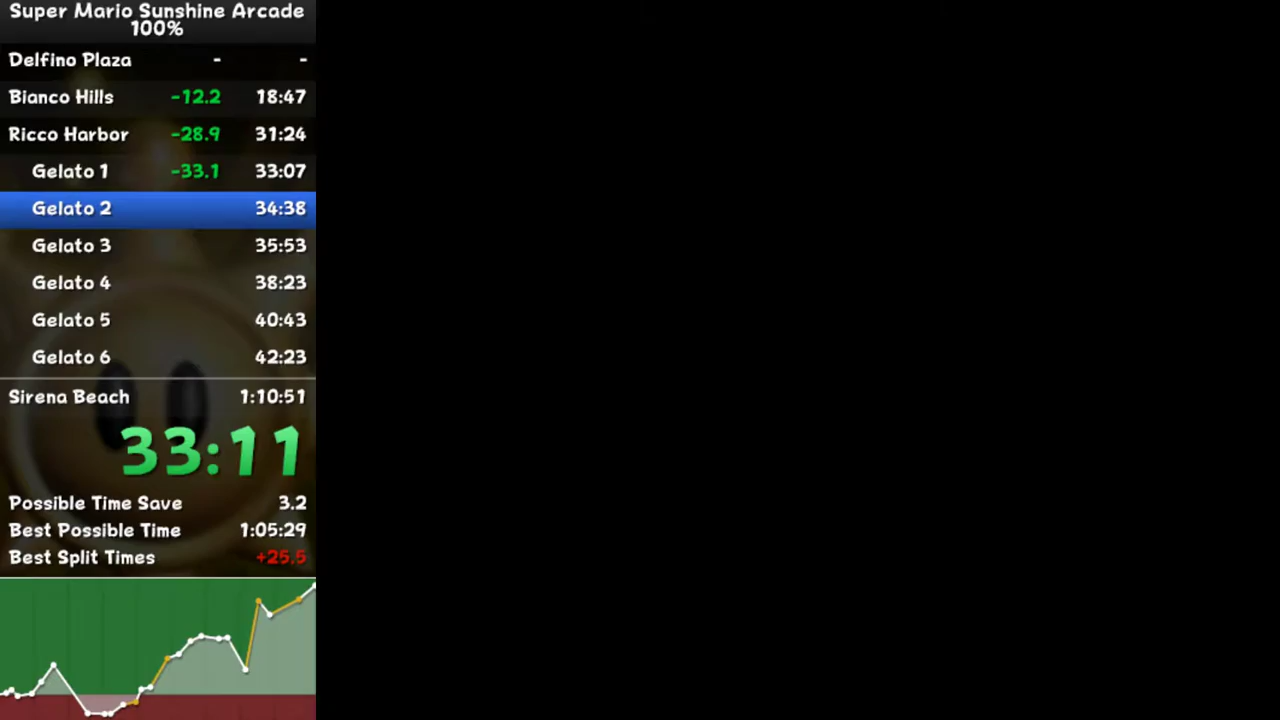 Super Mario Sunshine Arcade
100%
Delfino Plaza - -
Bianco Hills -12.2 18:47
Ricco Harbor -28.9 31:24
Gelato 1 -33.1 33:07
Gelato 2 34:38
Gelato 3 35:53
Gelato 4 38:23
Gelato 5 40:43
Gelato 6 42:23
Sirena Beach 1:10:51
33:11
Possible Time Save 3.2
Best Possible Time 1:05:29
Best Split Times +25.5